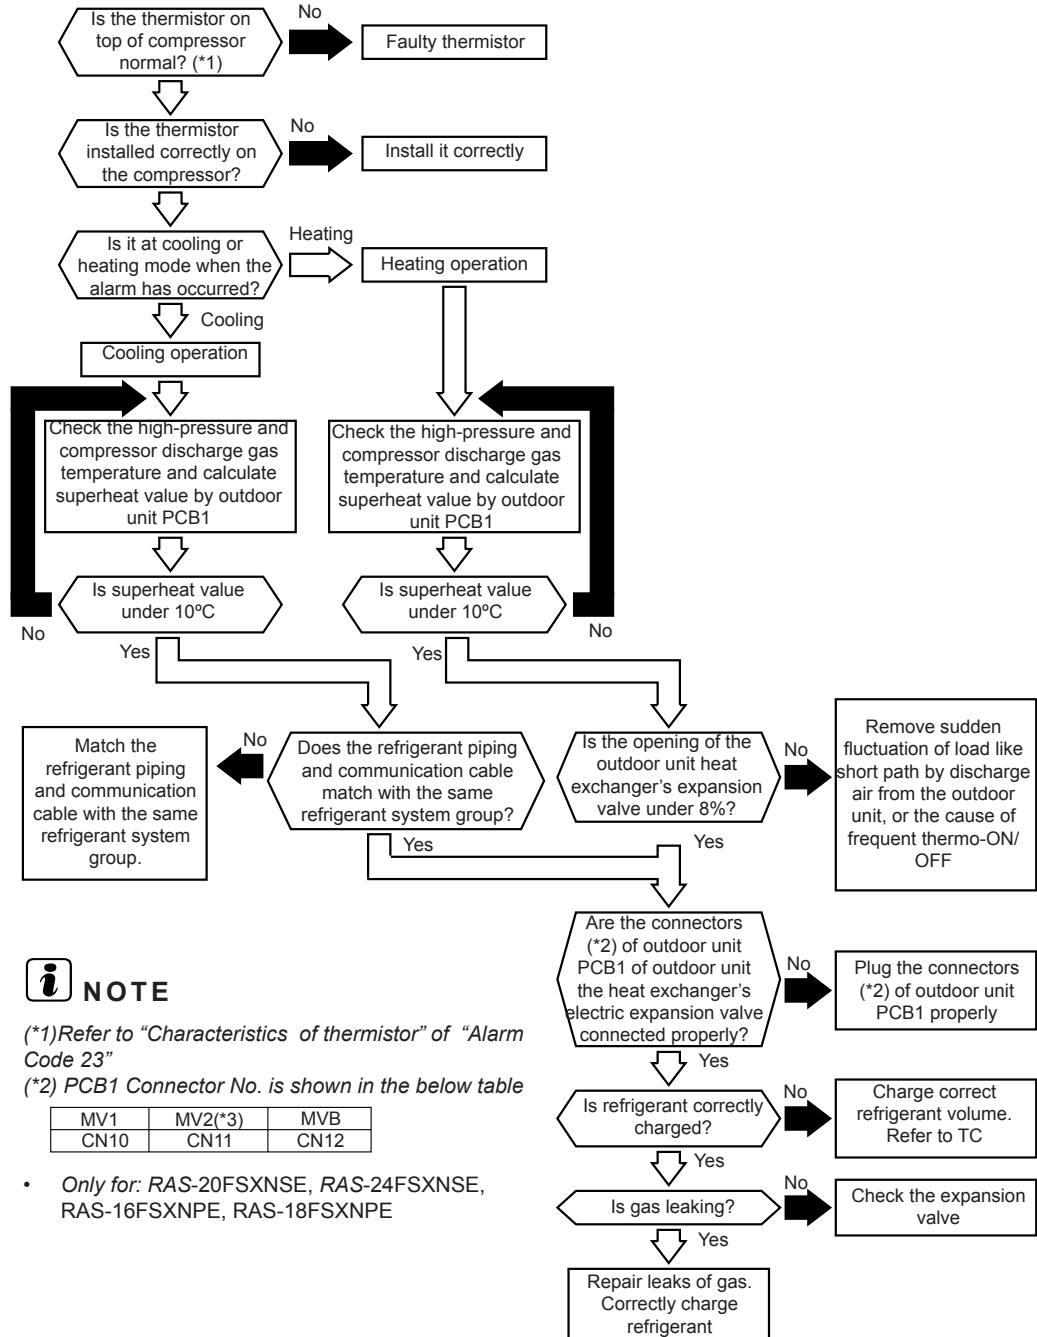 Is the thermistor on
top of compressor
normal? (*1)
No
Faulty thermistor
Is the thermistor
installed correctly on
the compressor?
No
Install it correctly
Is it at cooling or
heating mode when the
alarm has occurred?
Heating
Heating operation
Cooling
Cooling operation
Check the high-pressure and
compressor discharge gas
temperature and calculate
superheat value by outdoor
unit PCB1
Check the high-pressure and
compressor discharge gas
temperature and calculate
superheat value by outdoor
unit PCB1
Is superheat value
under 10ºC
No
Yes
Is superheat value
under 10ºC
No
Yes
Match the
refrigerant piping
and communication
cable with the same
refrigerant system
group.
No
Does the refrigerant piping
and communication cable
match with the same
refrigerant system group?
Yes
Is the opening of the
outdoor unit heat
exchanger's expansion
valve under 8%?
No
Yes
Remove sudden
fluctuation of load like
short path by discharge
air from the outdoor
unit, or the cause of
frequent thermo-ON/
OFF
Are the connectors
(*2) of outdoor unit
PCB1 of outdoor unit
the heat exchanger's
electric expansion valve
connected properly?
No
Plug the connectors
(*2) of outdoor unit
PCB1 properly
Yes
Is refrigerant correctly
charged?
No
Charge correct
refrigerant volume.
Refer to TC
Yes
Is gas leaking?
No
Check the expansion
valve
Yes
Repair leaks of gas.
Correctly charge
refrigerant
i NOTE
(*1)Refer to “Characteristics of thermistor” of “Alarm
Code 23”
(*2) PCB1 Connector No. is shown in the below table
MV1 MV2(*3) MVB
CN10 CN11 CN12
• Only for: RAS-20FSXNSE, RAS-24FSXNSE,
RAS-16FSXNPE, RAS-18FSXNPE